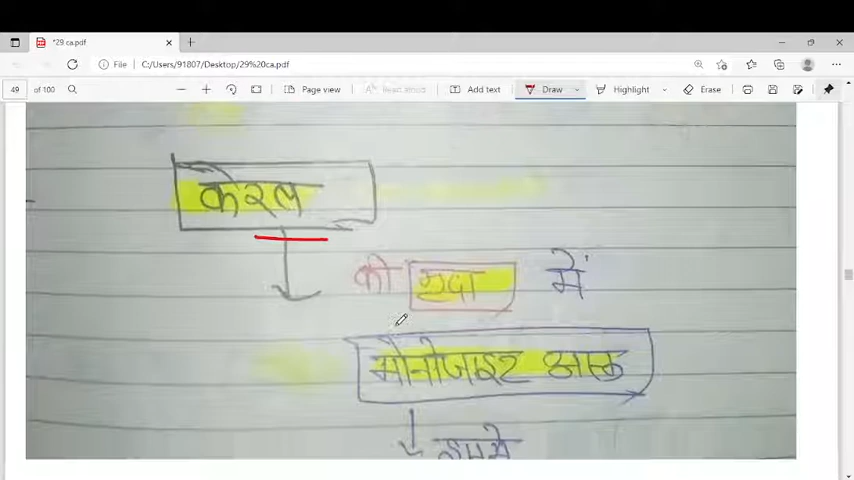 *29 ca.pdf
File C:/Users/91807/Desktop/29%20ca.pdf
49 of 100 Page view Read aloud Add text Draw Highlight Erase
केरल
की मृदा में
मोनोजाइट
इसमे